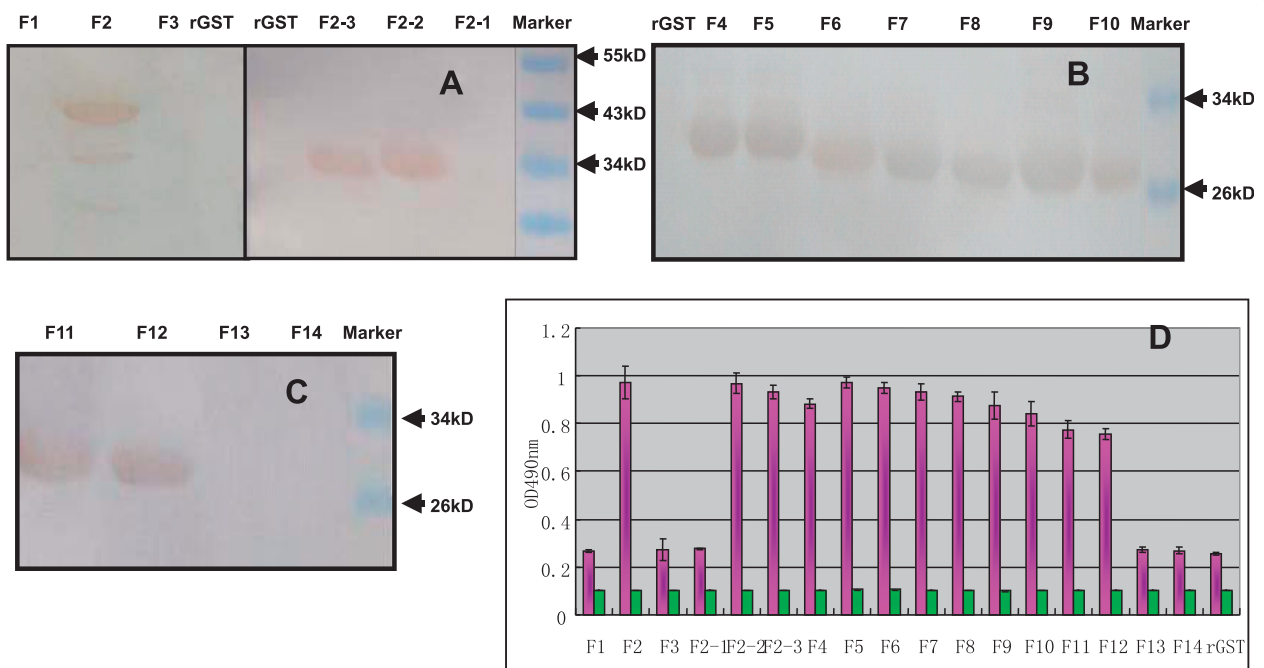 F1 F2 F3 rGST rGST F2-3 F2-2 F2-1 Marker
A
55kD
43kD
34kD
rGST F4 F5 F6 F7 F8 F9 F10 Marker
B
34kD
26kD
F11 F12 F13 F14 Marker
C
34kD
26kD
D
OD490nm
1.2
1
0.8
0.6
0.4
0.2
0
F1 F2 F3 F2-1 F2-2 F2-3 F4 F5 F6 F7 F8 F9 F10 F11 F12 F13 F14 rGST